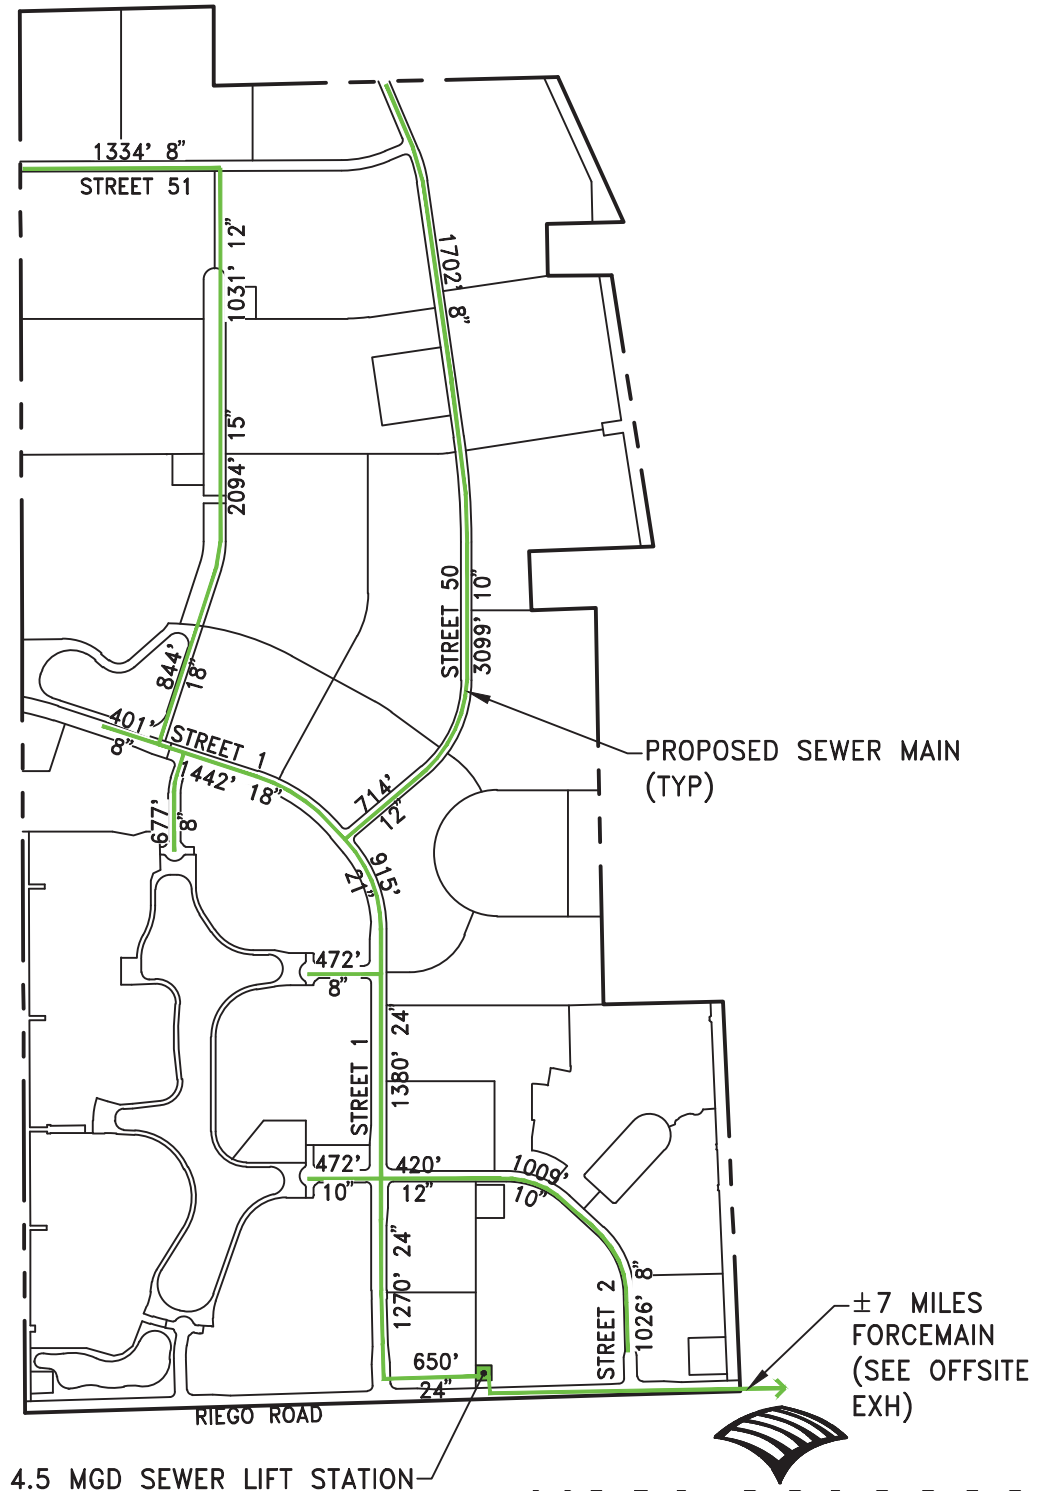 1334' 8"
STREET 51
1031' 12"
1702' 8"
2094' 15"
STREET 50
3099' 10"
844'
18"
401'
8"
STREET 1
1442' 18"
714'
12"
PROPOSED SEWER MAIN
(TYP)
677'
8"
915'
21"
472'
8"
STREET 1
1380' 24"
472'
10"
420'
12"
1009'
10"
1270' 24"
STREET 2
1026' 8"
650'
24"
±7 MILES
FORCEMAIN
(SEE OFFSITE
EXH)
RIEGO ROAD
4.5 MGD SEWER LIFT STATION